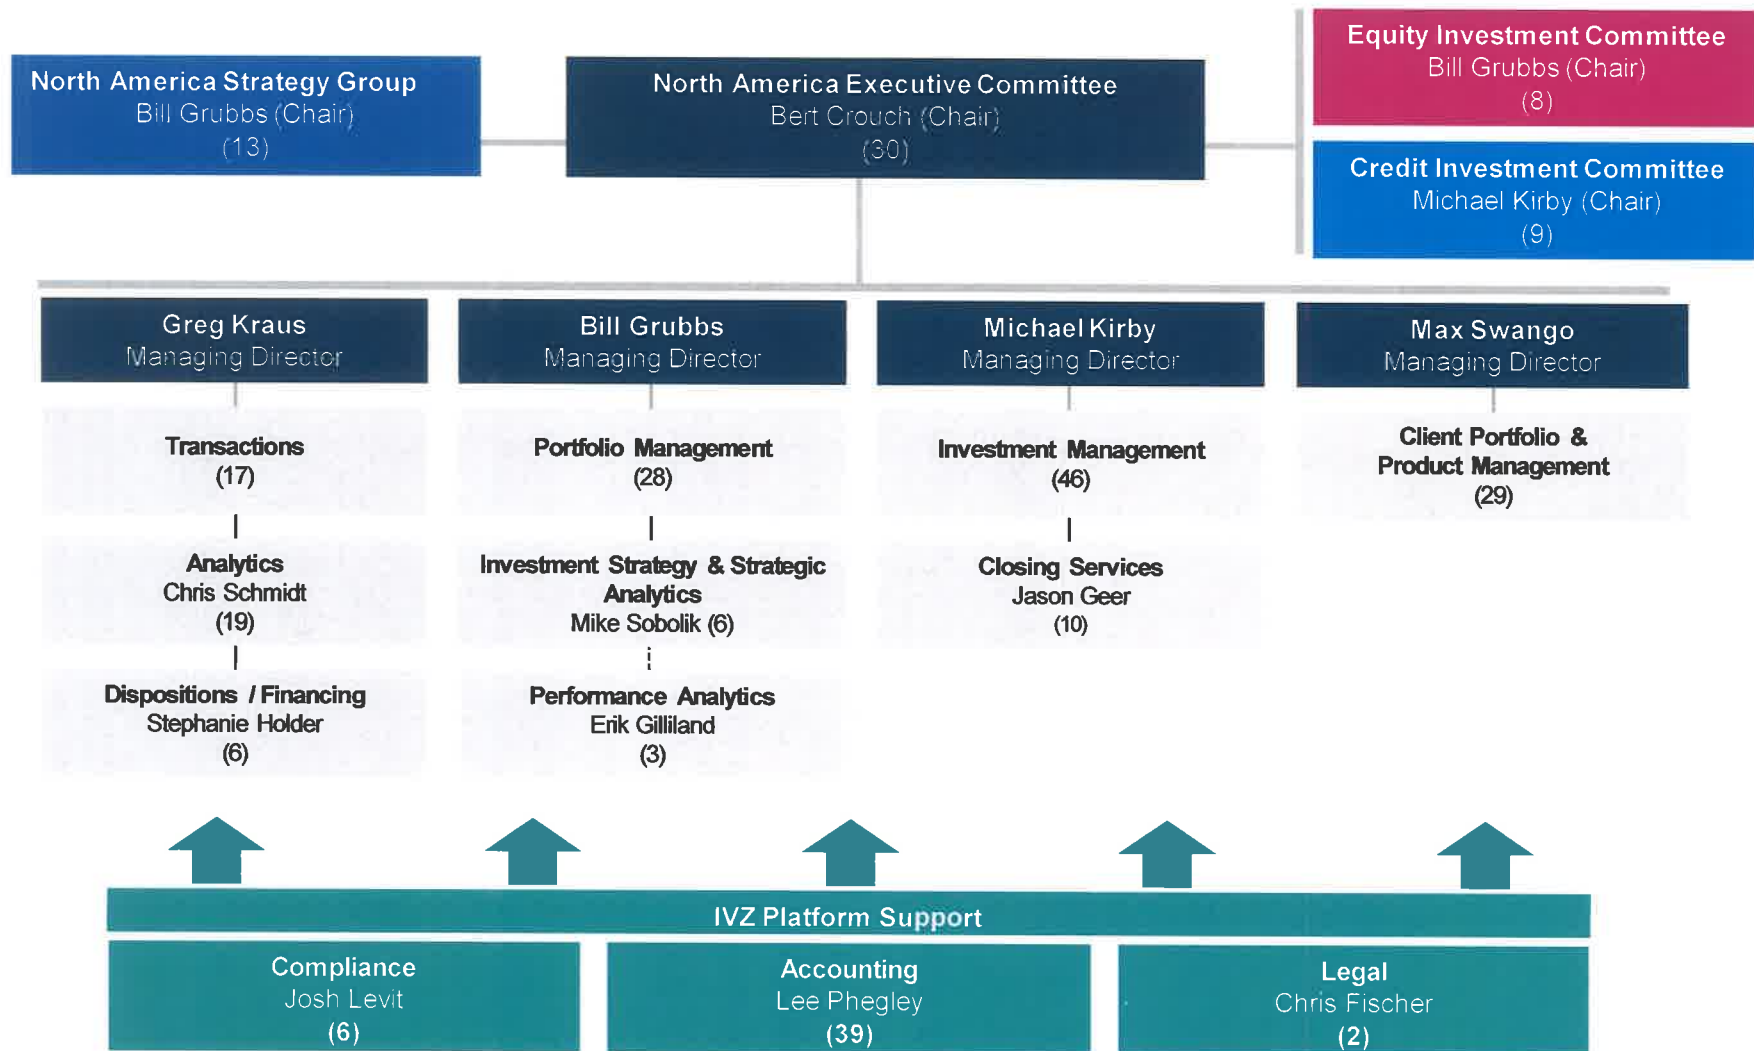 North America Strategy Group
Bill Grubbs (Chair)
(13)
North America Executive Committee
Bert Crouch (Chair)
(30)
Equity Investment Committee
Bill Grubbs (Chair)
(8)
Credit Investment Committee
Michael Kirby (Chair)
(9)
Greg Kraus
Managing Director
Transactions
(17)
Analytics
Chris Schmidt
(19)
Dispositions / Financing
Stephanie Holder
(6)
Bill Grubbs
Managing Director
Portfolio Management
(28)
Investment Strategy & Strategic
Analytics
Mike Sobolik (6)
Performance Analytics
Erik Gilliland
(3)
Michael Kirby
Managing Director
Investment Management
(46)
Closing Services
Jason Geer
(10)
Max Swango
Managing Director
Client Portfolio &
Product Management
(29)
IVZ Platform Support
Compliance
Josh Levit
(6)
Accounting
Lee Phegley
(39)
Legal
Chris Fischer
(2)